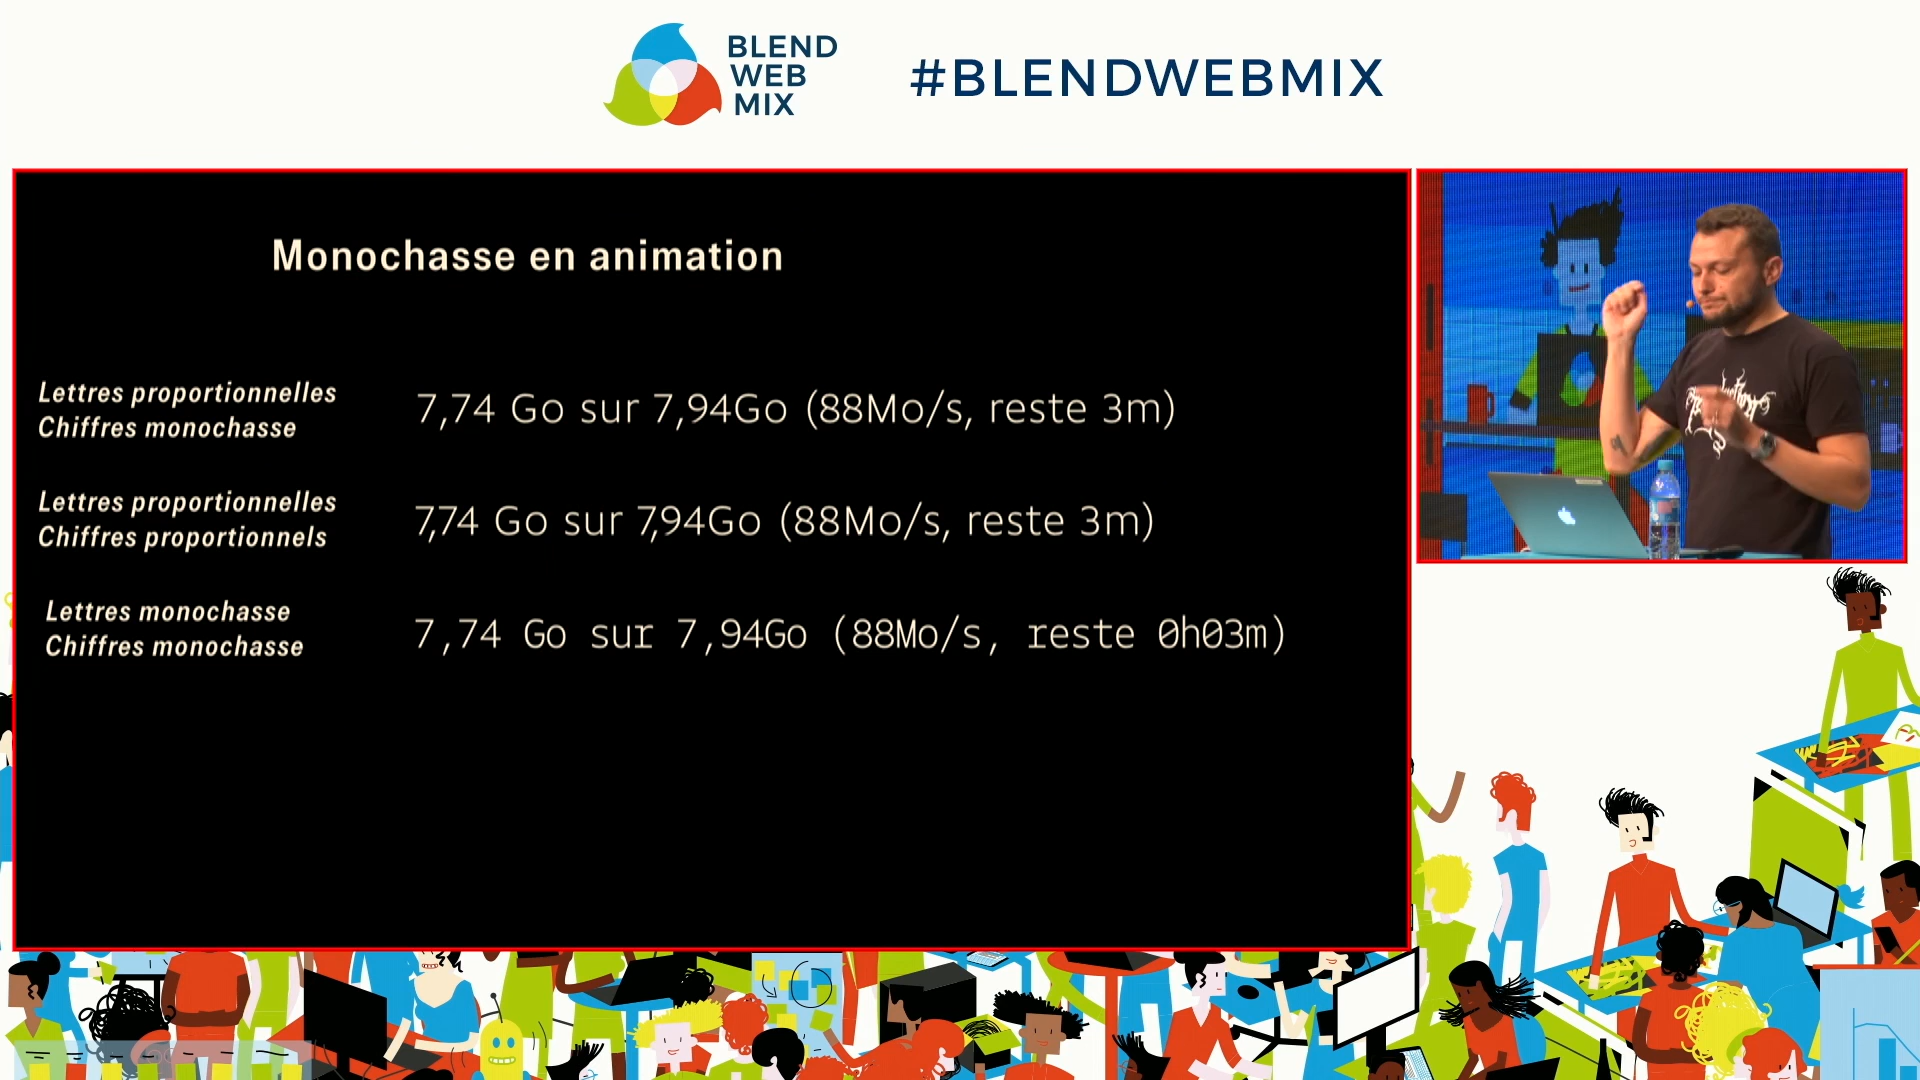 BLEND
WEB
MIX
#BLENDWEBMIX
Monochasse en animation
Lettres proportionnelles
Chiffres monochasse
7,74 Go sur 7,94Go (88Mo/s, reste 3m)
Lettres proportionnelles
Chiffres proportionnels
7,74 Go sur 7,94Go (88Mo/s, reste 3m)
Lettres monochasse
Chiffres monochasse
7,74 Go sur 7,94Go (88Mo/s, reste 0h03m)